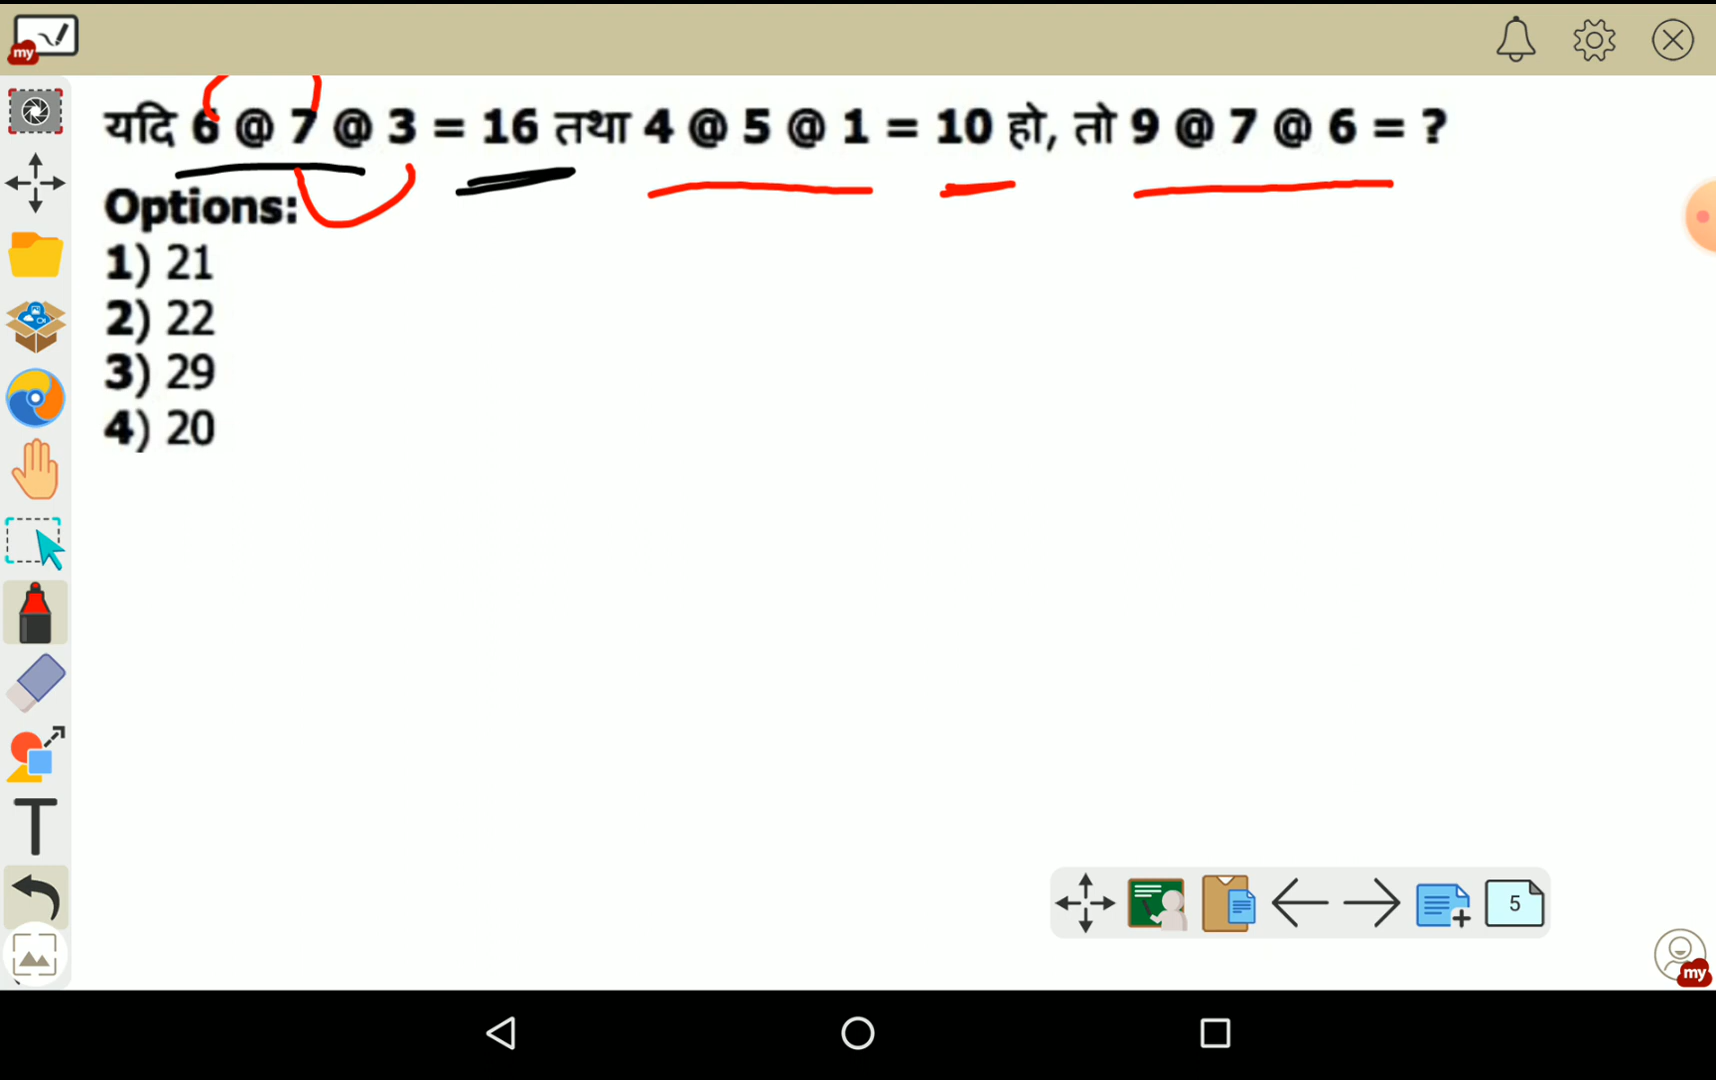 my
यदि 6 @ 7 @ 3 = 16 तथा 4 @ 5 @ 1 = 10 हो, तो 9 @ 7 @ 6 = ?
Options:
1) 21
2) 22
3) 29
4) 20
T
5
my